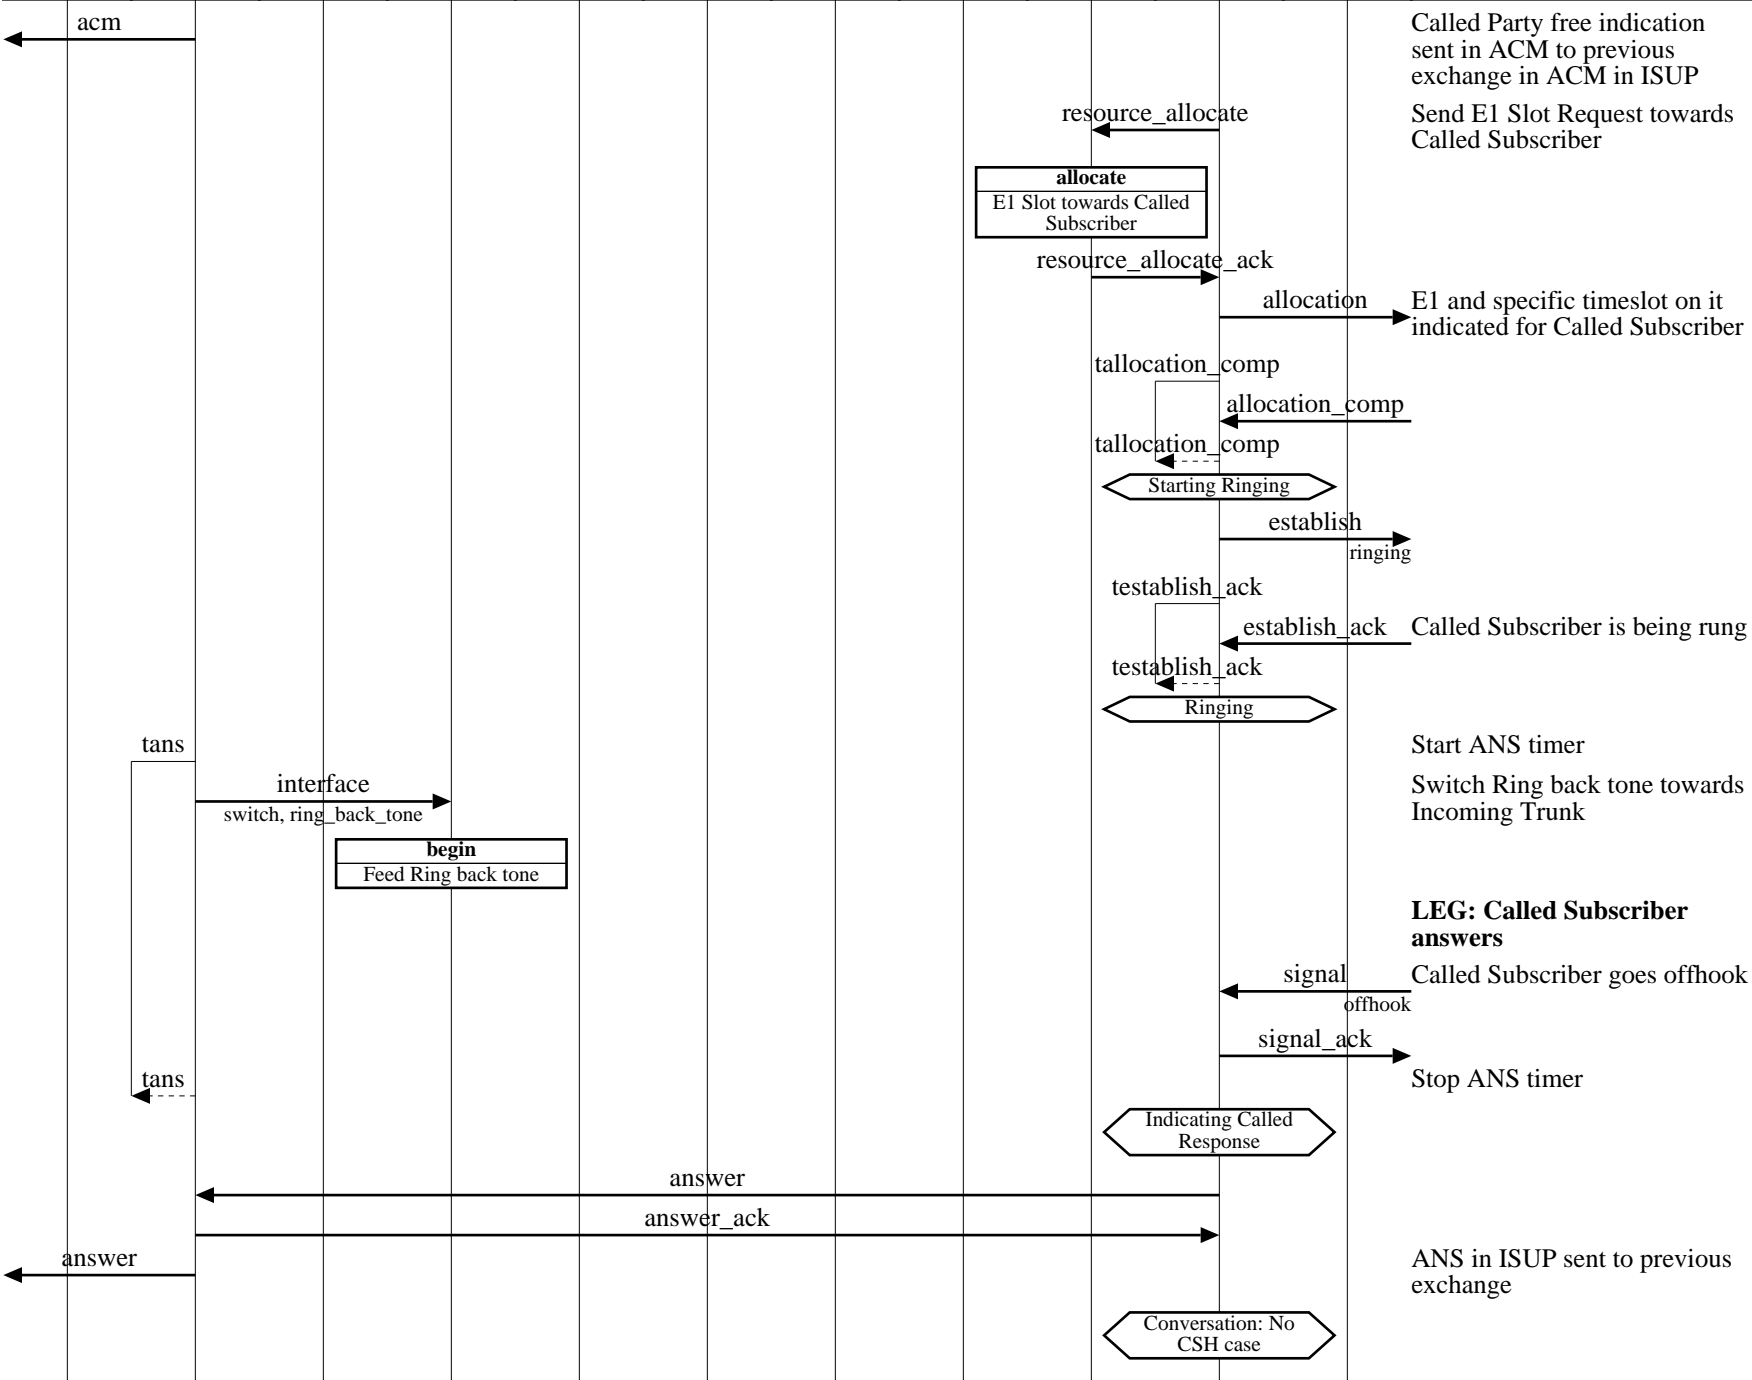 acm
Called Party free indication
sent in ACM to previous
exchange in ACM in ISUP
resource_allocate
Send E1 Slot Request towards
Called Subscriber
allocate
E1 Slot towards Called
Subscriber
resource_allocate_ack
allocation
E1 and specific timeslot on it
indicated for Called Subscriber
tallocation_comp
allocation_comp
tallocation_comp
Starting Ringing
establish
ringing
testablish_ack
establish_ack
Called Subscriber is being rung
testablish_ack
Ringing
tans
Start ANS timer
interface
switch, ring_back_tone
Switch Ring back tone towards
Incoming Trunk
begin
Feed Ring back tone
LEG: Called Subscriber
answers
signal
offhook
Called Subscriber goes offhook
signal_ack
tans
Stop ANS timer
Indicating Called
Response
answer
answer_ack
answer
ANS in ISUP sent to previous
exchange
Conversation: No
CSH case